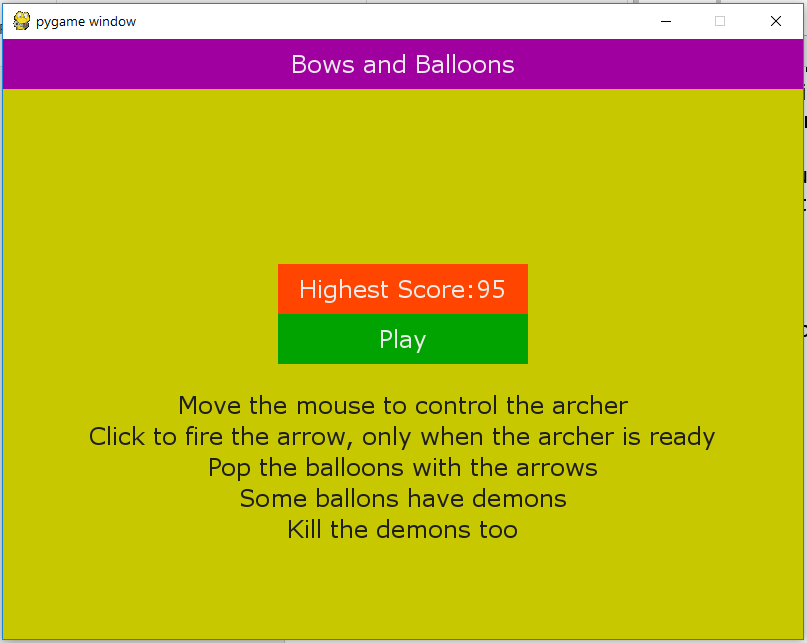 pygame window
Bows and Balloons
Highest Score:95
Play
Move the mouse to control the archer
Click to fire the arrow, only when the archer is ready
Pop the balloons with the arrows
Some ballons have demons
Kill the demons too